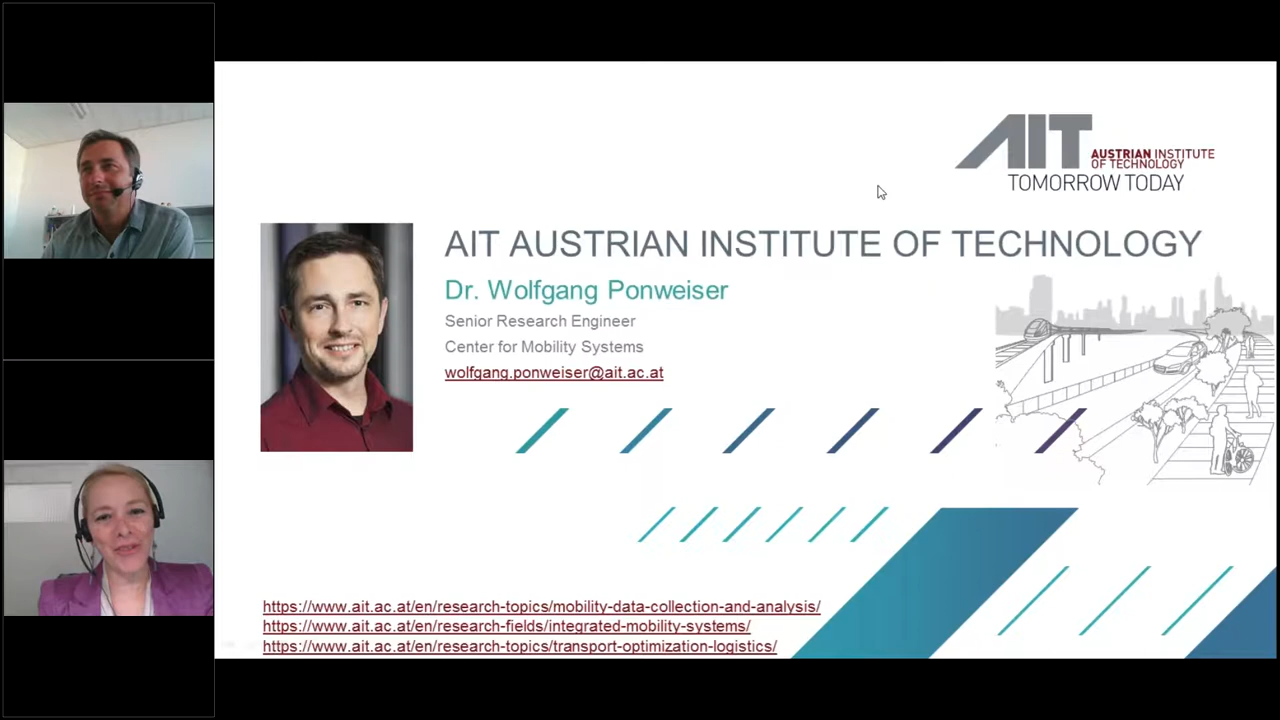 AIT
AUSTRIAN INSTITUTE
OF TECHNOLOGY
TOMORROW TODAY
AIT AUSTRIAN INSTITUTE OF TECHNOLOGY
Dr. Wolfgang Ponweiser
Senior Research Engineer
Center for Mobility Systems
wolfgang.ponweiser@ait.ac.at
https://www.ait.ac.at/en/research-topics/mobility-data-collection-and-analysis/
https://www.ait.ac.at/en/research-fields/integrated-mobility-systems/
https://www.ait.ac.at/en/research-topics/transport-optimization-logistics/